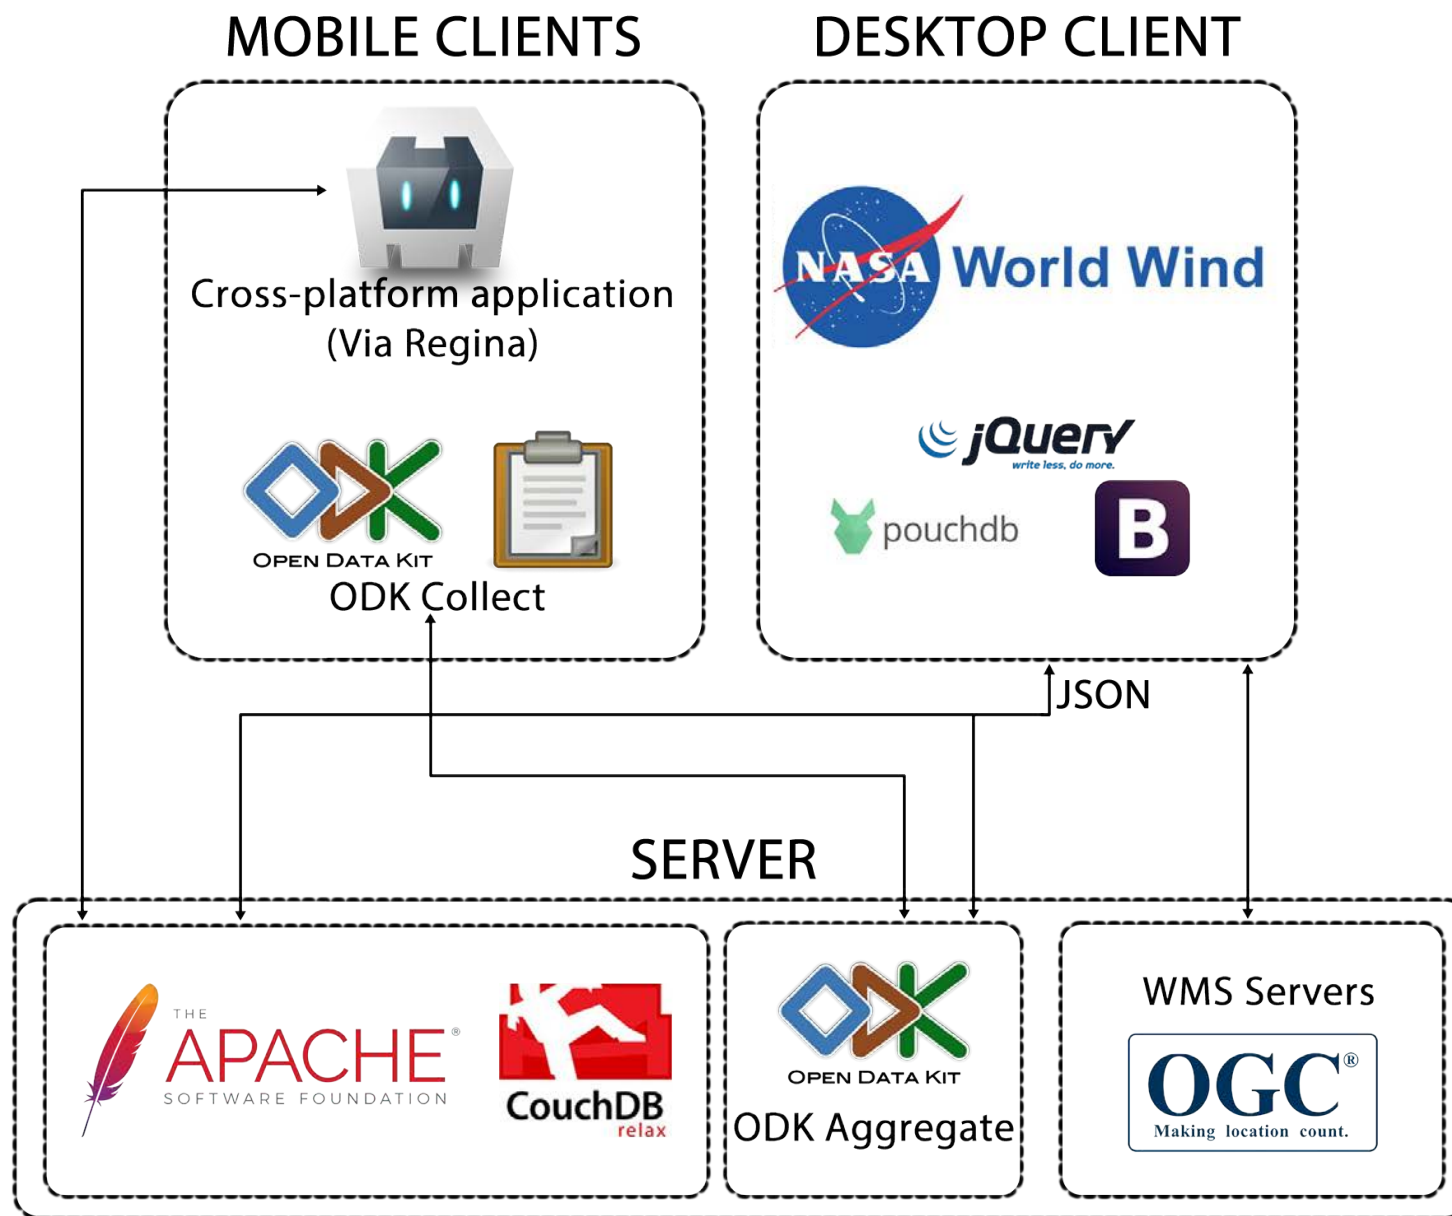 MOBILE CLIENTS
DESKTOP CLIENT
Cross-platform application
(Via Regina)
OPEN DATA KIT
ODK Collect
NASA World Wind
jQuery
write less, do more.
pouchdb
B
JSON
SERVER
THE
APACHE®
SOFTWARE FOUNDATION
CouchDB
relax
OPEN DATA KIT
ODK Aggregate
WMS Servers
OGC®
Making location count.